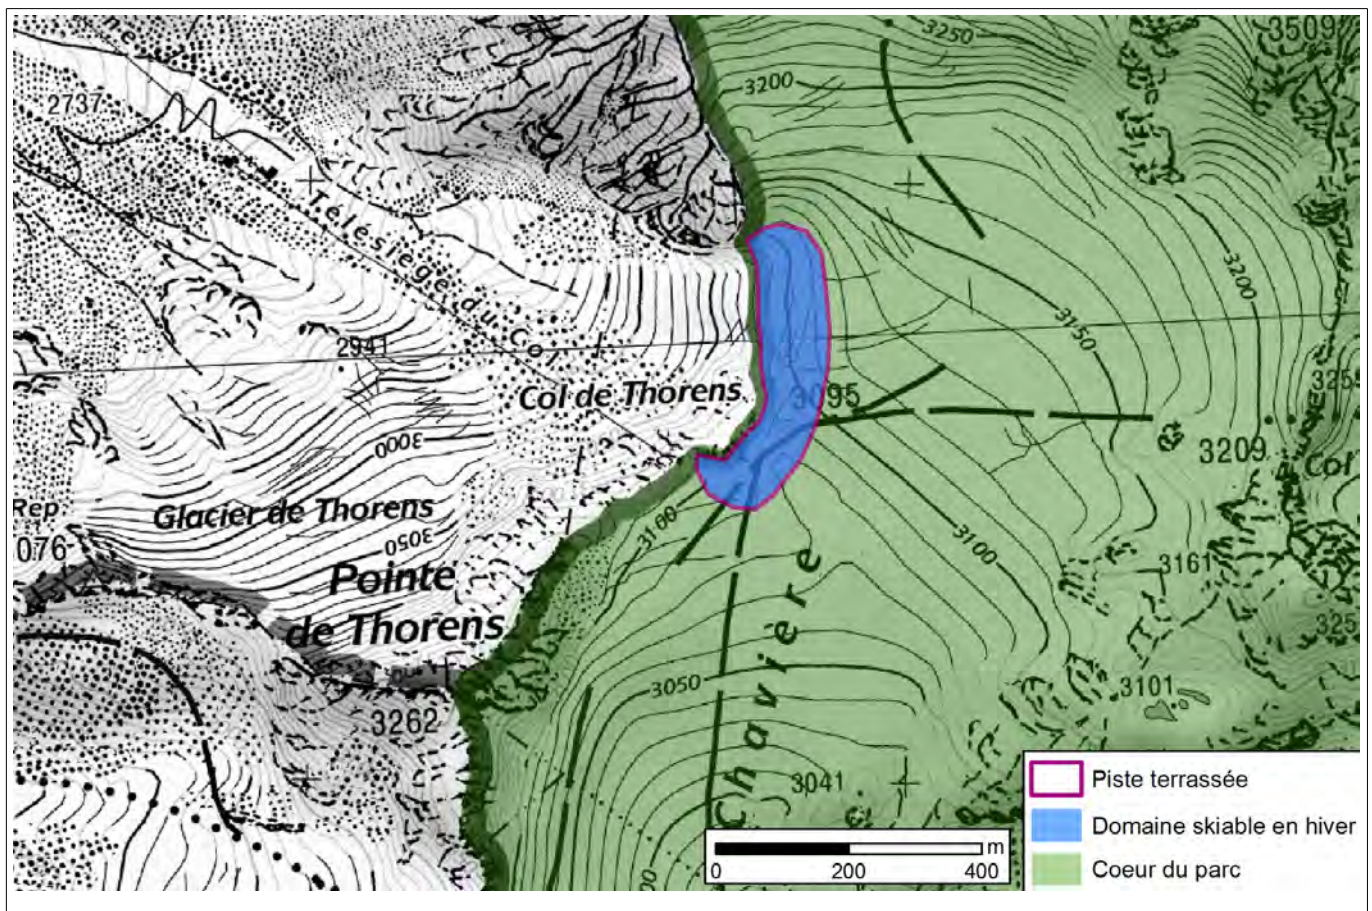 3509
3250
3200
2737
Télésiège du Col
3200
3150
2941
Col de Thorens
3095
3000
3209
Col
Rep
076
Glacier de Thorens
3100
3050
3100
3161
Pointe
de Thorens
Chavière
3050
3101
3262
3041
Piste terrassée
Domaine skiable en hiver
Coeur du parc
m
0
200
400